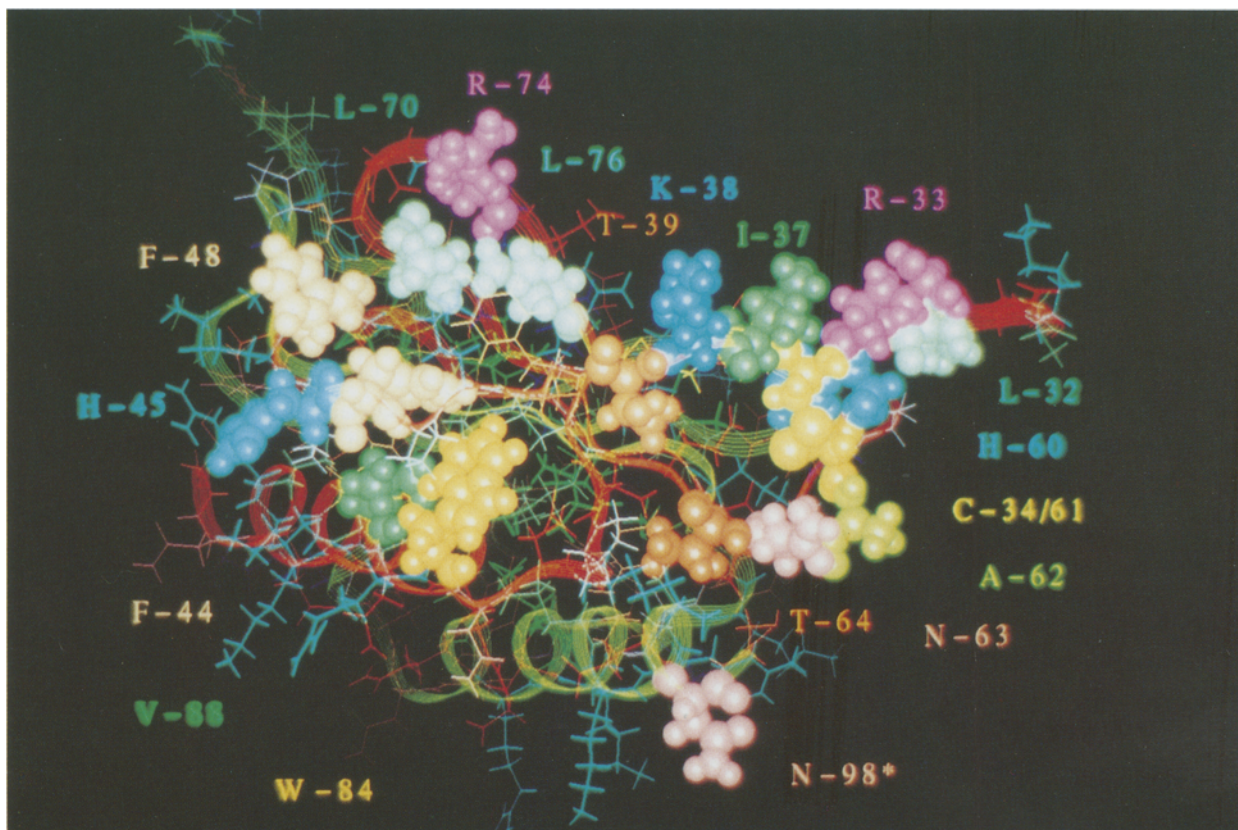 R-74
L-70
L-76
K-38
R-33
T-39
I-37
F-48
L-32
H-45
H-60
C-34/61
A-62
F-44
T-64
N-63
V-88
W-84
N-98*